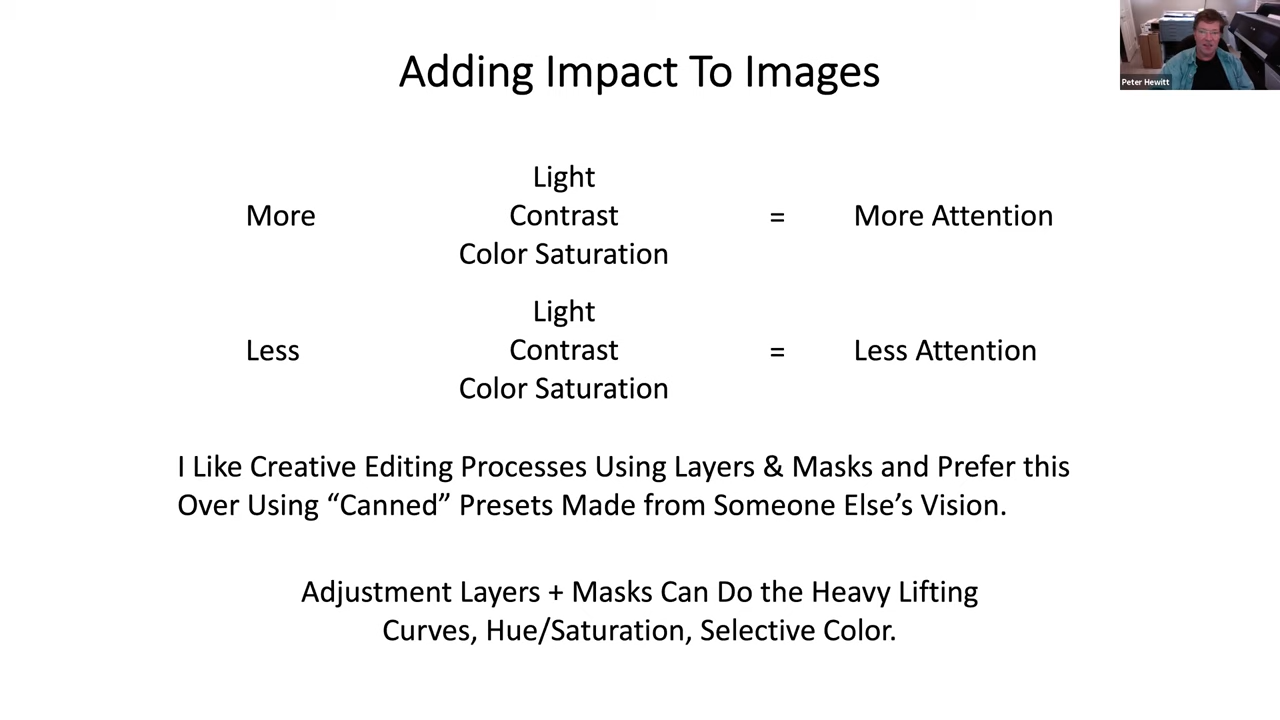 Adding Impact To Images
Peter Hewitt
Light
More Contrast = More Attention
Color Saturation
Light
Less Contrast = Less Attention
Color Saturation
I Like Creative Editing Processes Using Layers & Masks and Prefer this
Over Using “Canned” Presets Made from Someone Else’s Vision.
Adjustment Layers + Masks Can Do the Heavy Lifting
Curves, Hue/Saturation, Selective Color.